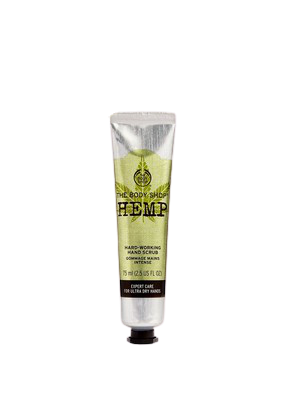 THE BODY SHOP
HEMP
HARD-WORKING
HAND SCRUB
GOMMAGE MAINS
INTENSE
75 ml (2.5 US FL OZ)
EXPERT CARE
FOR ULTRA DRY HANDS